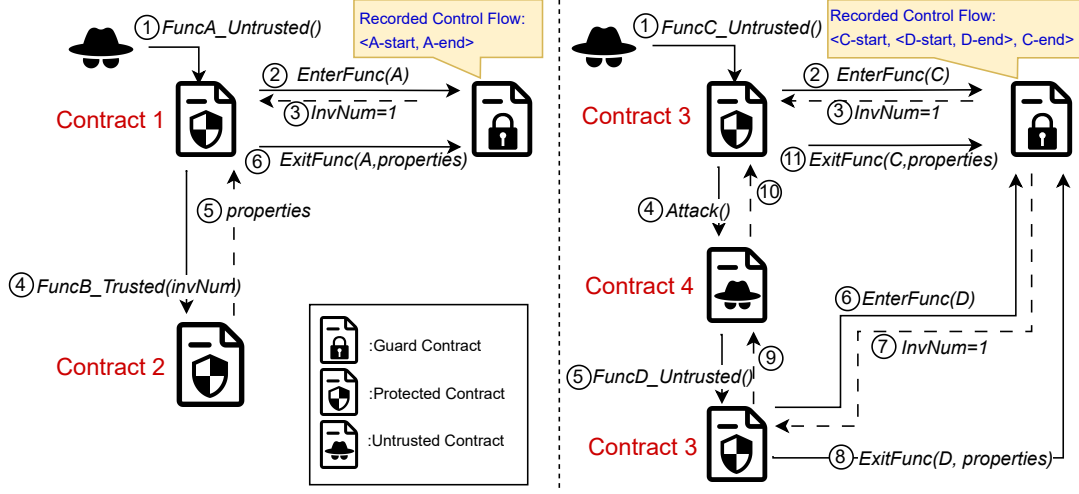 ① FuncA_Untrusted()
Recorded Control Flow:
<A-start, A-end>
② EnterFunc(A)
Contract 1
③ InvNum=1
⑥ ExitFunc(A,properties)
⑤ properties
④ FuncB_Trusted(invNum)
Contract 2
:Guard Contract
:Protected Contract
:Untrusted Contract
① FuncC_Untrusted()
Recorded Control Flow:
<C-start, <D-start, D-end>, C-end>
② EnterFunc(C)
Contract 3
③ InvNum=1
⑪ ExitFunc(C,properties)
⑩
④ Attack()
Contract 4
⑥ EnterFunc(D)
⑦ InvNum=1
⑨
⑤ FuncD_Untrusted()
Contract 3
⑧ ExitFunc(D, properties)